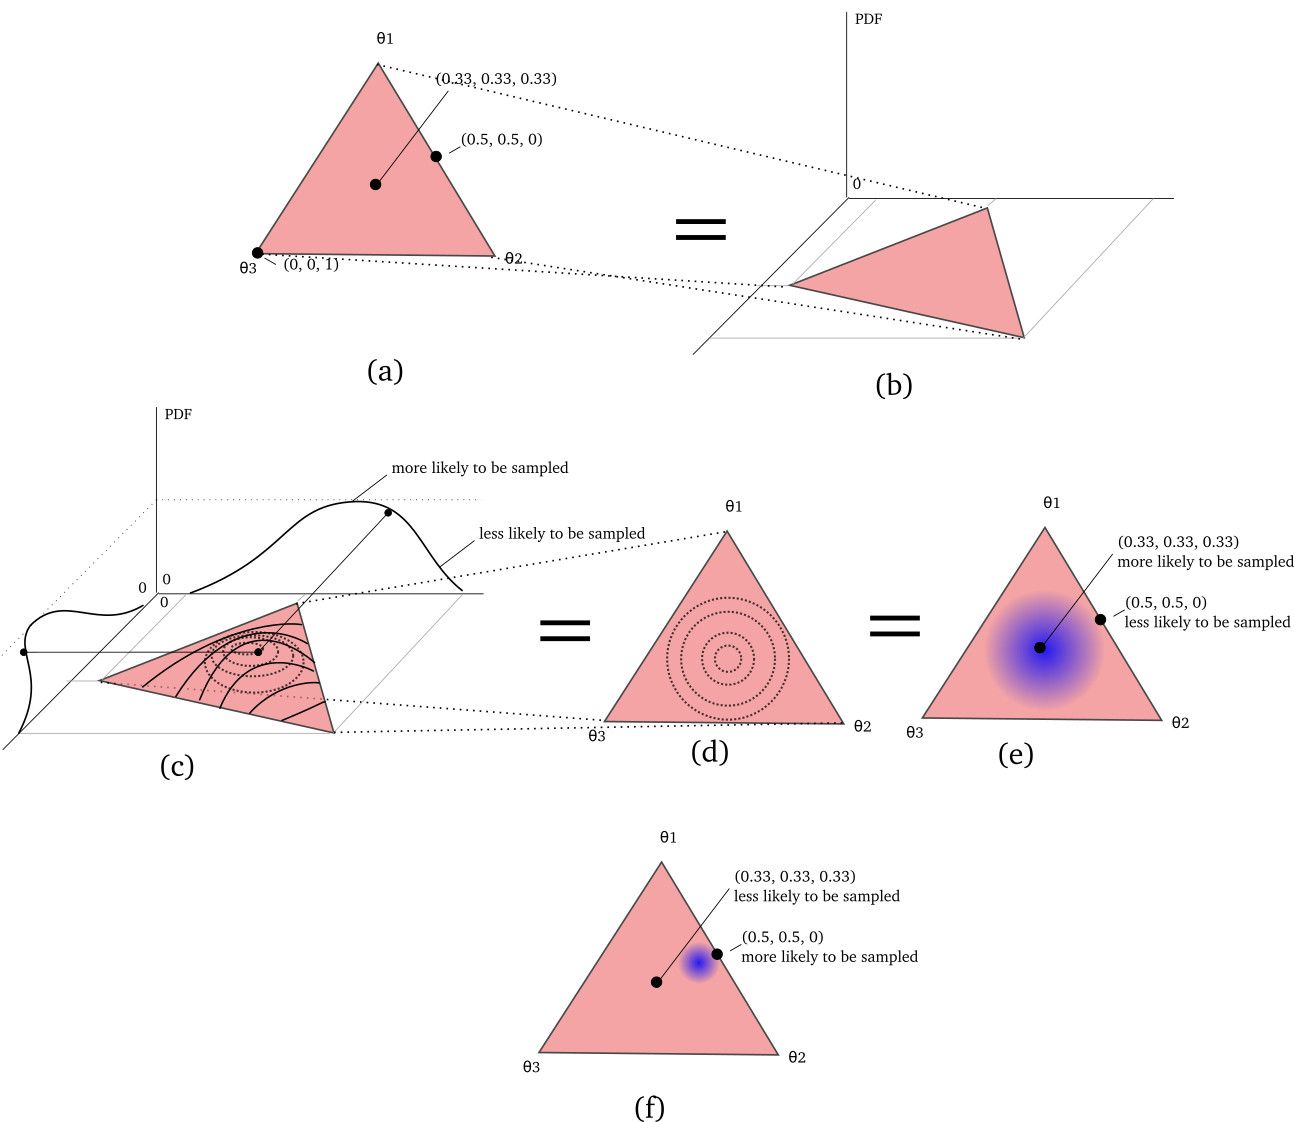 θ1
(0.33, 0.33, 0.33)
(0.5, 0.5, 0)
θ3
(0, 0, 1)
θ2
(a)
PDF
0
(b)
PDF
more likely to be sampled
less likely to be sampled
0
0
0
(c)
θ1
θ3
θ2
(d)
θ1
(0.33, 0.33, 0.33)
more likely to be sampled
(0.5, 0.5, 0)
less likely to be sampled
θ3
θ2
(e)
θ1
(0.33, 0.33, 0.33)
less likely to be sampled
(0.5, 0.5, 0)
more likely to be sampled
θ3
θ2
(f)